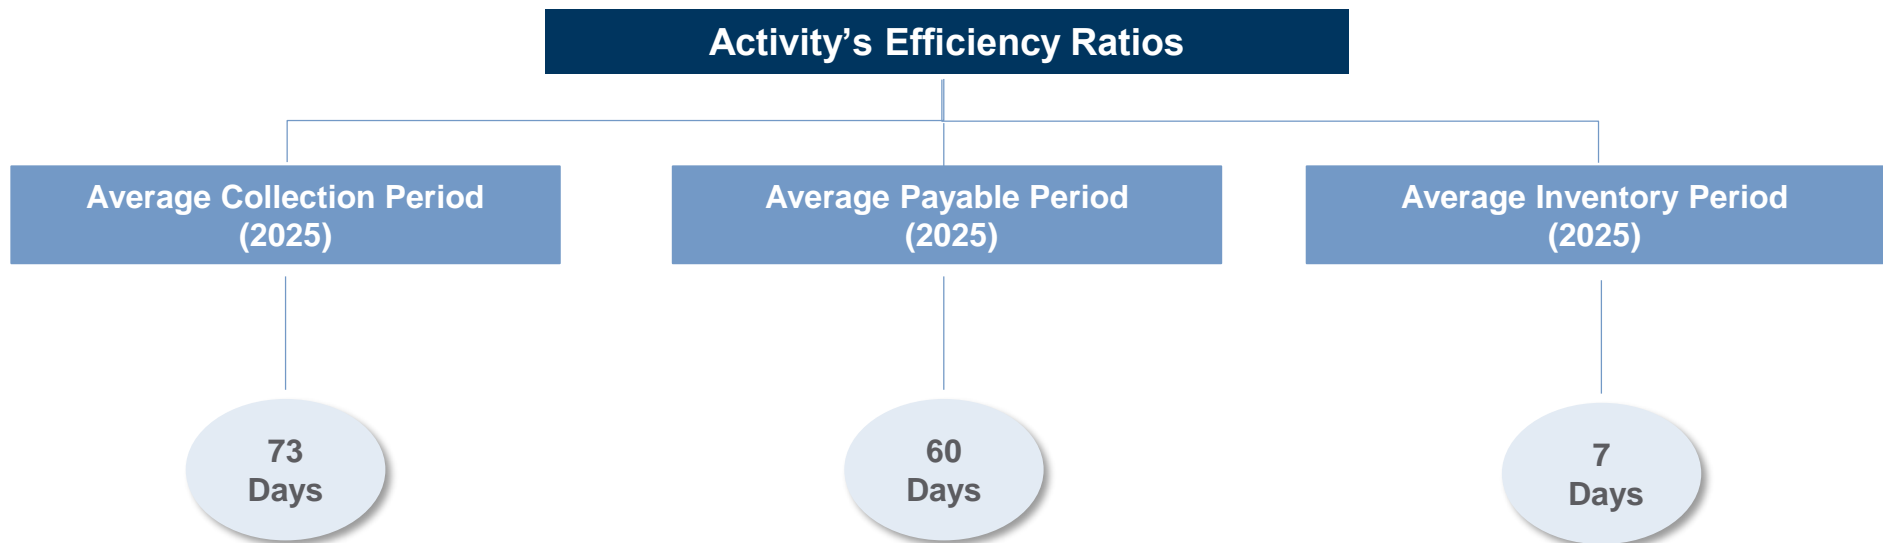 Activity’s Efficiency Ratios
Average Collection Period
(2025)
Average Payable Period
(2025)
Average Inventory Period
(2025)
73
Days
60
Days
7
Days